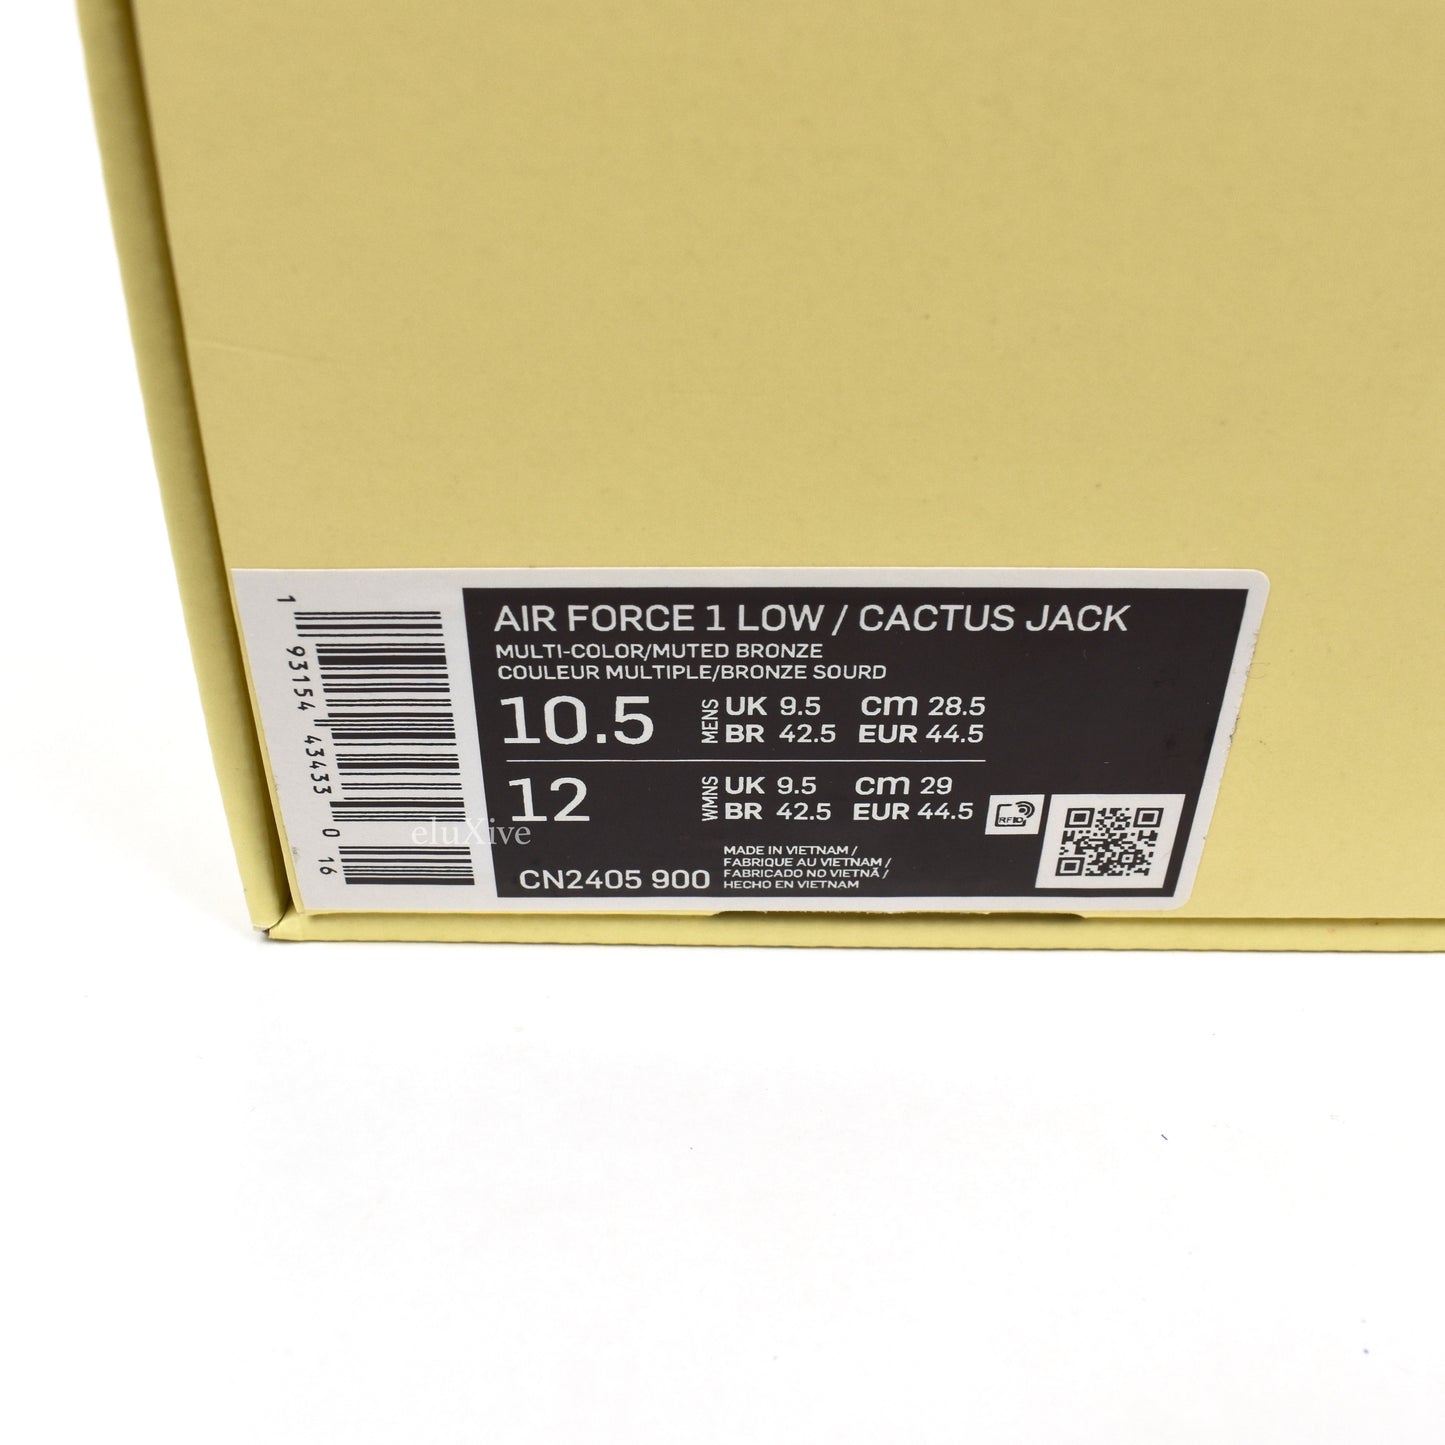 AIR FORCE 1 LOW / CACTUS JACK
MULTI-COLOR/MUTED BRONZE
COULEUR MULTIPLE/BRONZE SOURD
10.5 MENS UK 9.5 cm 28.5
BR 42.5 EUR 44.5
12 WMNS UK 9.5 cm 29
BR 42.5 EUR 44.5
RFID
CN2405 900
MADE IN VIETNAM /
FABRIQUE AU VIETNAM /
FABRICADO NO VIETNÃ /
HECHO EN VIETNAM
1 93154 43433 0 16
eluXive